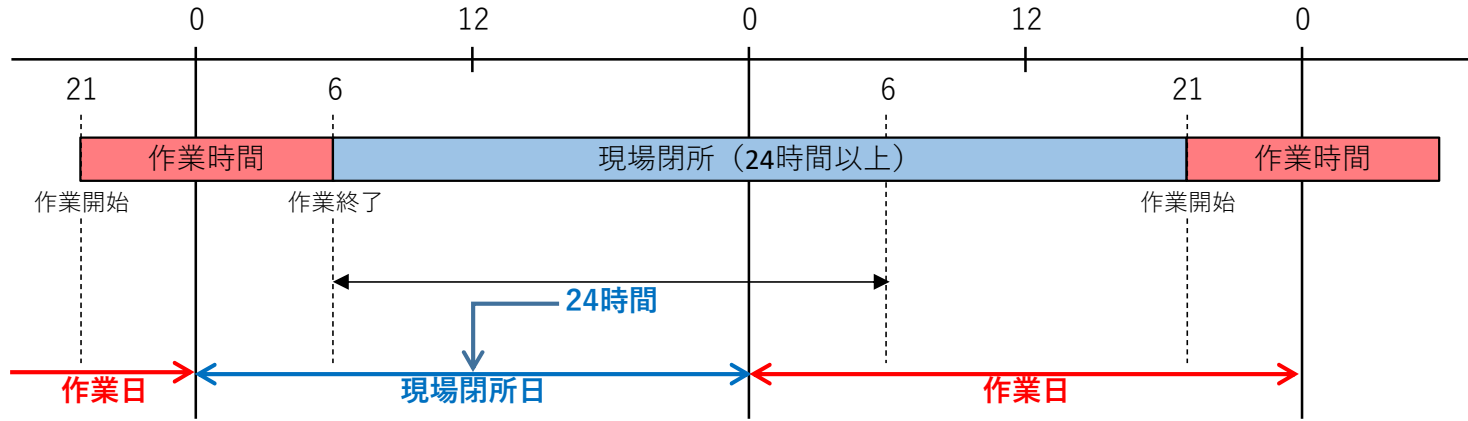 0 12 0 12 0
21 6 6 21
作業時間 現場閉所（24時間以上） 作業時間
作業開始 作業終了 作業開始
24時間
作業日 現場閉所日 作業日